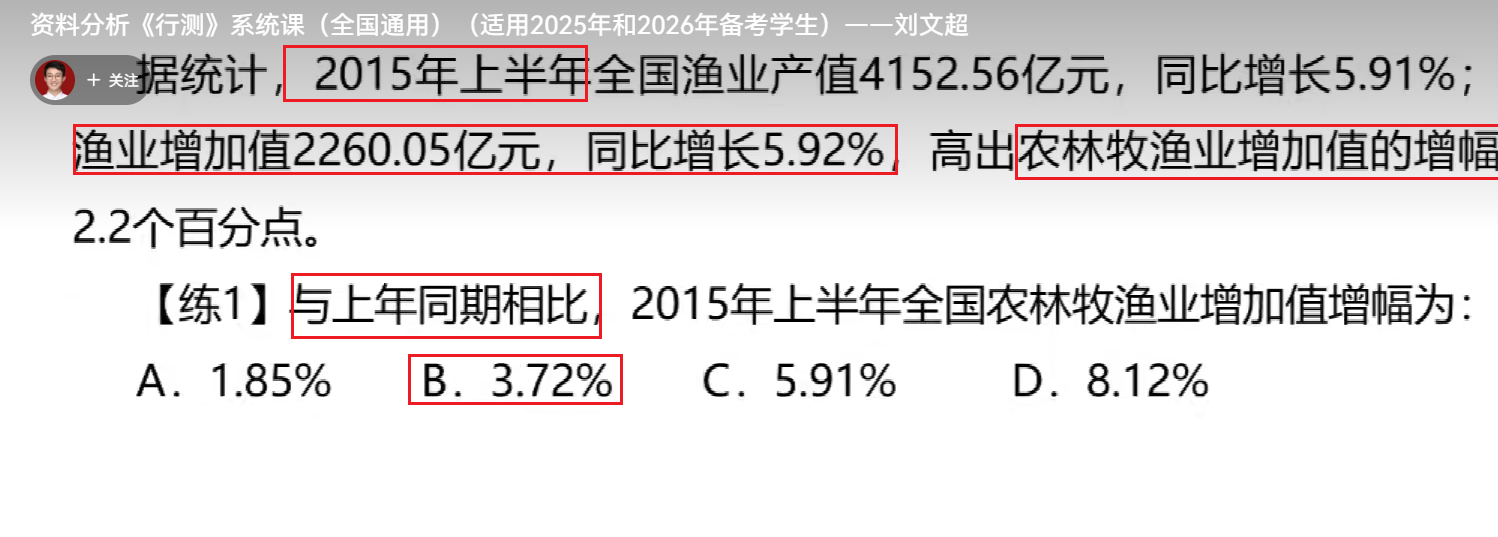 资料分析《行测》系统课（全国通用）（适用2025年和2026年备考学生）——刘文超
+ 关注
据统计，2015年上半年全国渔业产值4152.56亿元，同比增长5.91%；
渔业增加值2260.05亿元，同比增长5.92%，高出农林牧渔业增加值的增幅
2.2个百分点。
【练1】与上年同期相比，2015年上半年全国农林牧渔业增加值增幅为：
A．1.85% B．3.72% C．5.91% D．8.12%